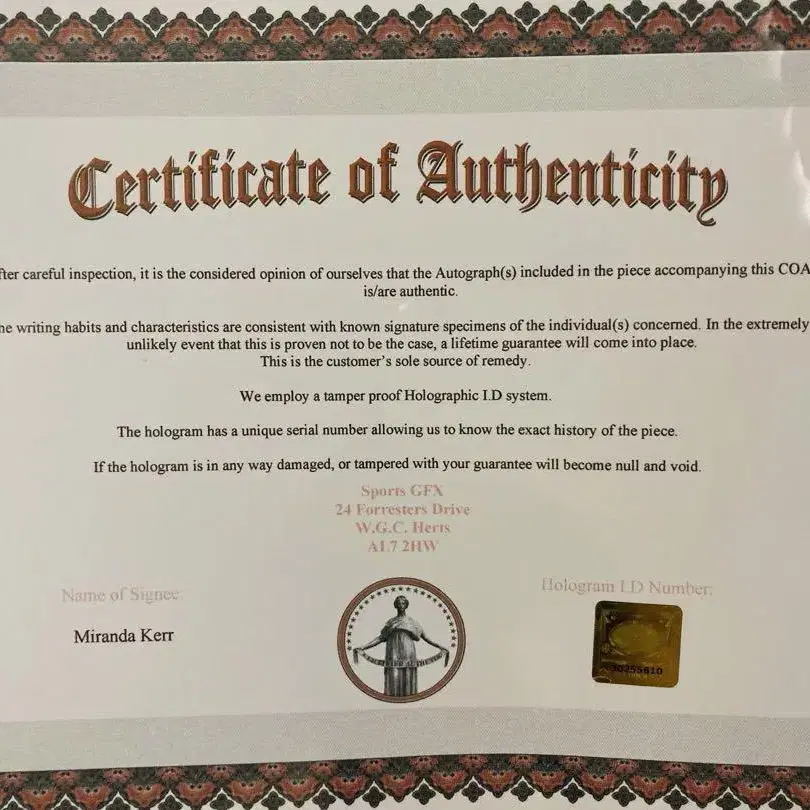 Certificate of Authenticity
fter careful inspection, it is the considered opinion of ourselves that the Autograph(s) included in the piece accompanying this COA
is/are authentic.
he writing habits and characteristics are consistent with known signature specimens of the individual(s) concerned. In the extremely
unlikely event that this is proven not to be the case, a lifetime guarantee will come into place.
This is the customer's sole source of remedy.
We employ a tamper proof Holographic I.D system.
The hologram has a unique serial number allowing us to know the exact history of the piece.
If the hologram is in any way damaged, or tampered with your guarantee will become null and void.
Sports GFX
24 Forresters Drive
W.G.C. Herts
AL7 2HW
Name of Signee:
Miranda Kerr
Hologram I.D Number: